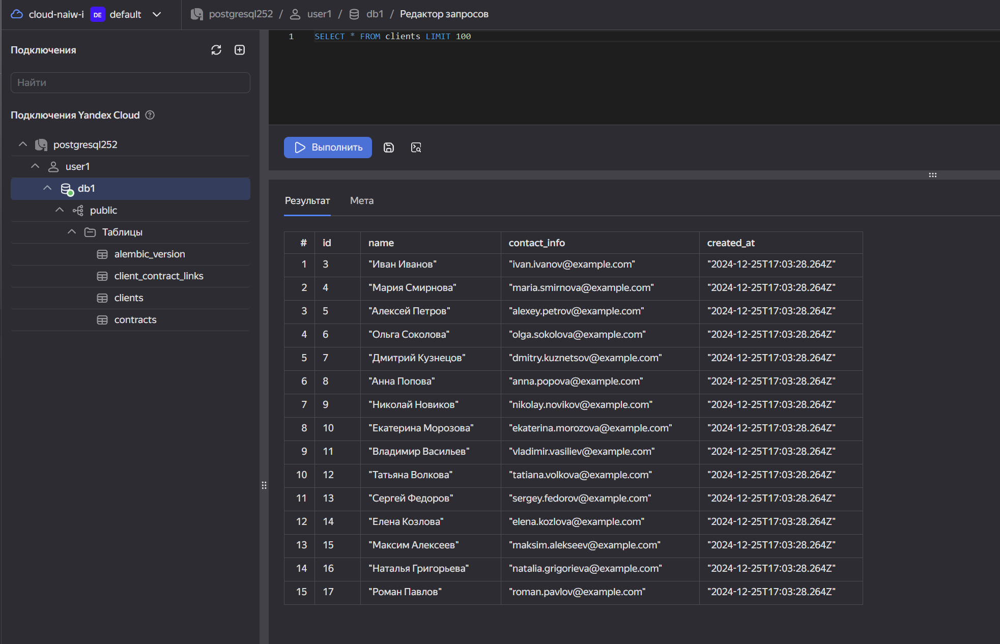 cloud-naiw-i DE default postgresql252 / user1 / db1 / Редактор запросов
Подключения
Найти
Подключения Yandex Cloud
postgresql252
user1
db1
public
Таблицы
alembic_version
client_contract_links
clients
contracts
1 SELECT * FROM clients LIMIT 100
Выполнить
Результат Мета
# id name contact_info created_at
1 3 "Иван Иванов" "ivan.ivanov@example.com" "2024-12-25T17:03:28.264Z"
2 4 "Мария Смирнова" "maria.smirnova@example.com" "2024-12-25T17:03:28.264Z"
3 5 "Алексей Петров" "alexey.petrov@example.com" "2024-12-25T17:03:28.264Z"
4 6 "Ольга Соколова" "olga.sokolova@example.com" "2024-12-25T17:03:28.264Z"
5 7 "Дмитрий Кузнецов" "dmitry.kuznetsov@example.com" "2024-12-25T17:03:28.264Z"
6 8 "Анна Попова" "anna.popova@example.com" "2024-12-25T17:03:28.264Z"
7 9 "Николай Новиков" "nikolay.novikov@example.com" "2024-12-25T17:03:28.264Z"
8 10 "Екатерина Морозова" "ekaterina.morozova@example.com" "2024-12-25T17:03:28.264Z"
9 11 "Владимир Васильев" "vladimir.vasiliev@example.com" "2024-12-25T17:03:28.264Z"
10 12 "Татьяна Волкова" "tatiana.volkova@example.com" "2024-12-25T17:03:28.264Z"
11 13 "Сергей Федоров" "sergey.fedorov@example.com" "2024-12-25T17:03:28.264Z"
12 14 "Елена Козлова" "elena.kozlova@example.com" "2024-12-25T17:03:28.264Z"
13 15 "Максим Алексеев" "maksim.alekseev@example.com" "2024-12-25T17:03:28.264Z"
14 16 "Наталья Григорьева" "natalia.grigorieva@example.com" "2024-12-25T17:03:28.264Z"
15 17 "Роман Павлов" "roman.pavlov@example.com" "2024-12-25T17:03:28.264Z"